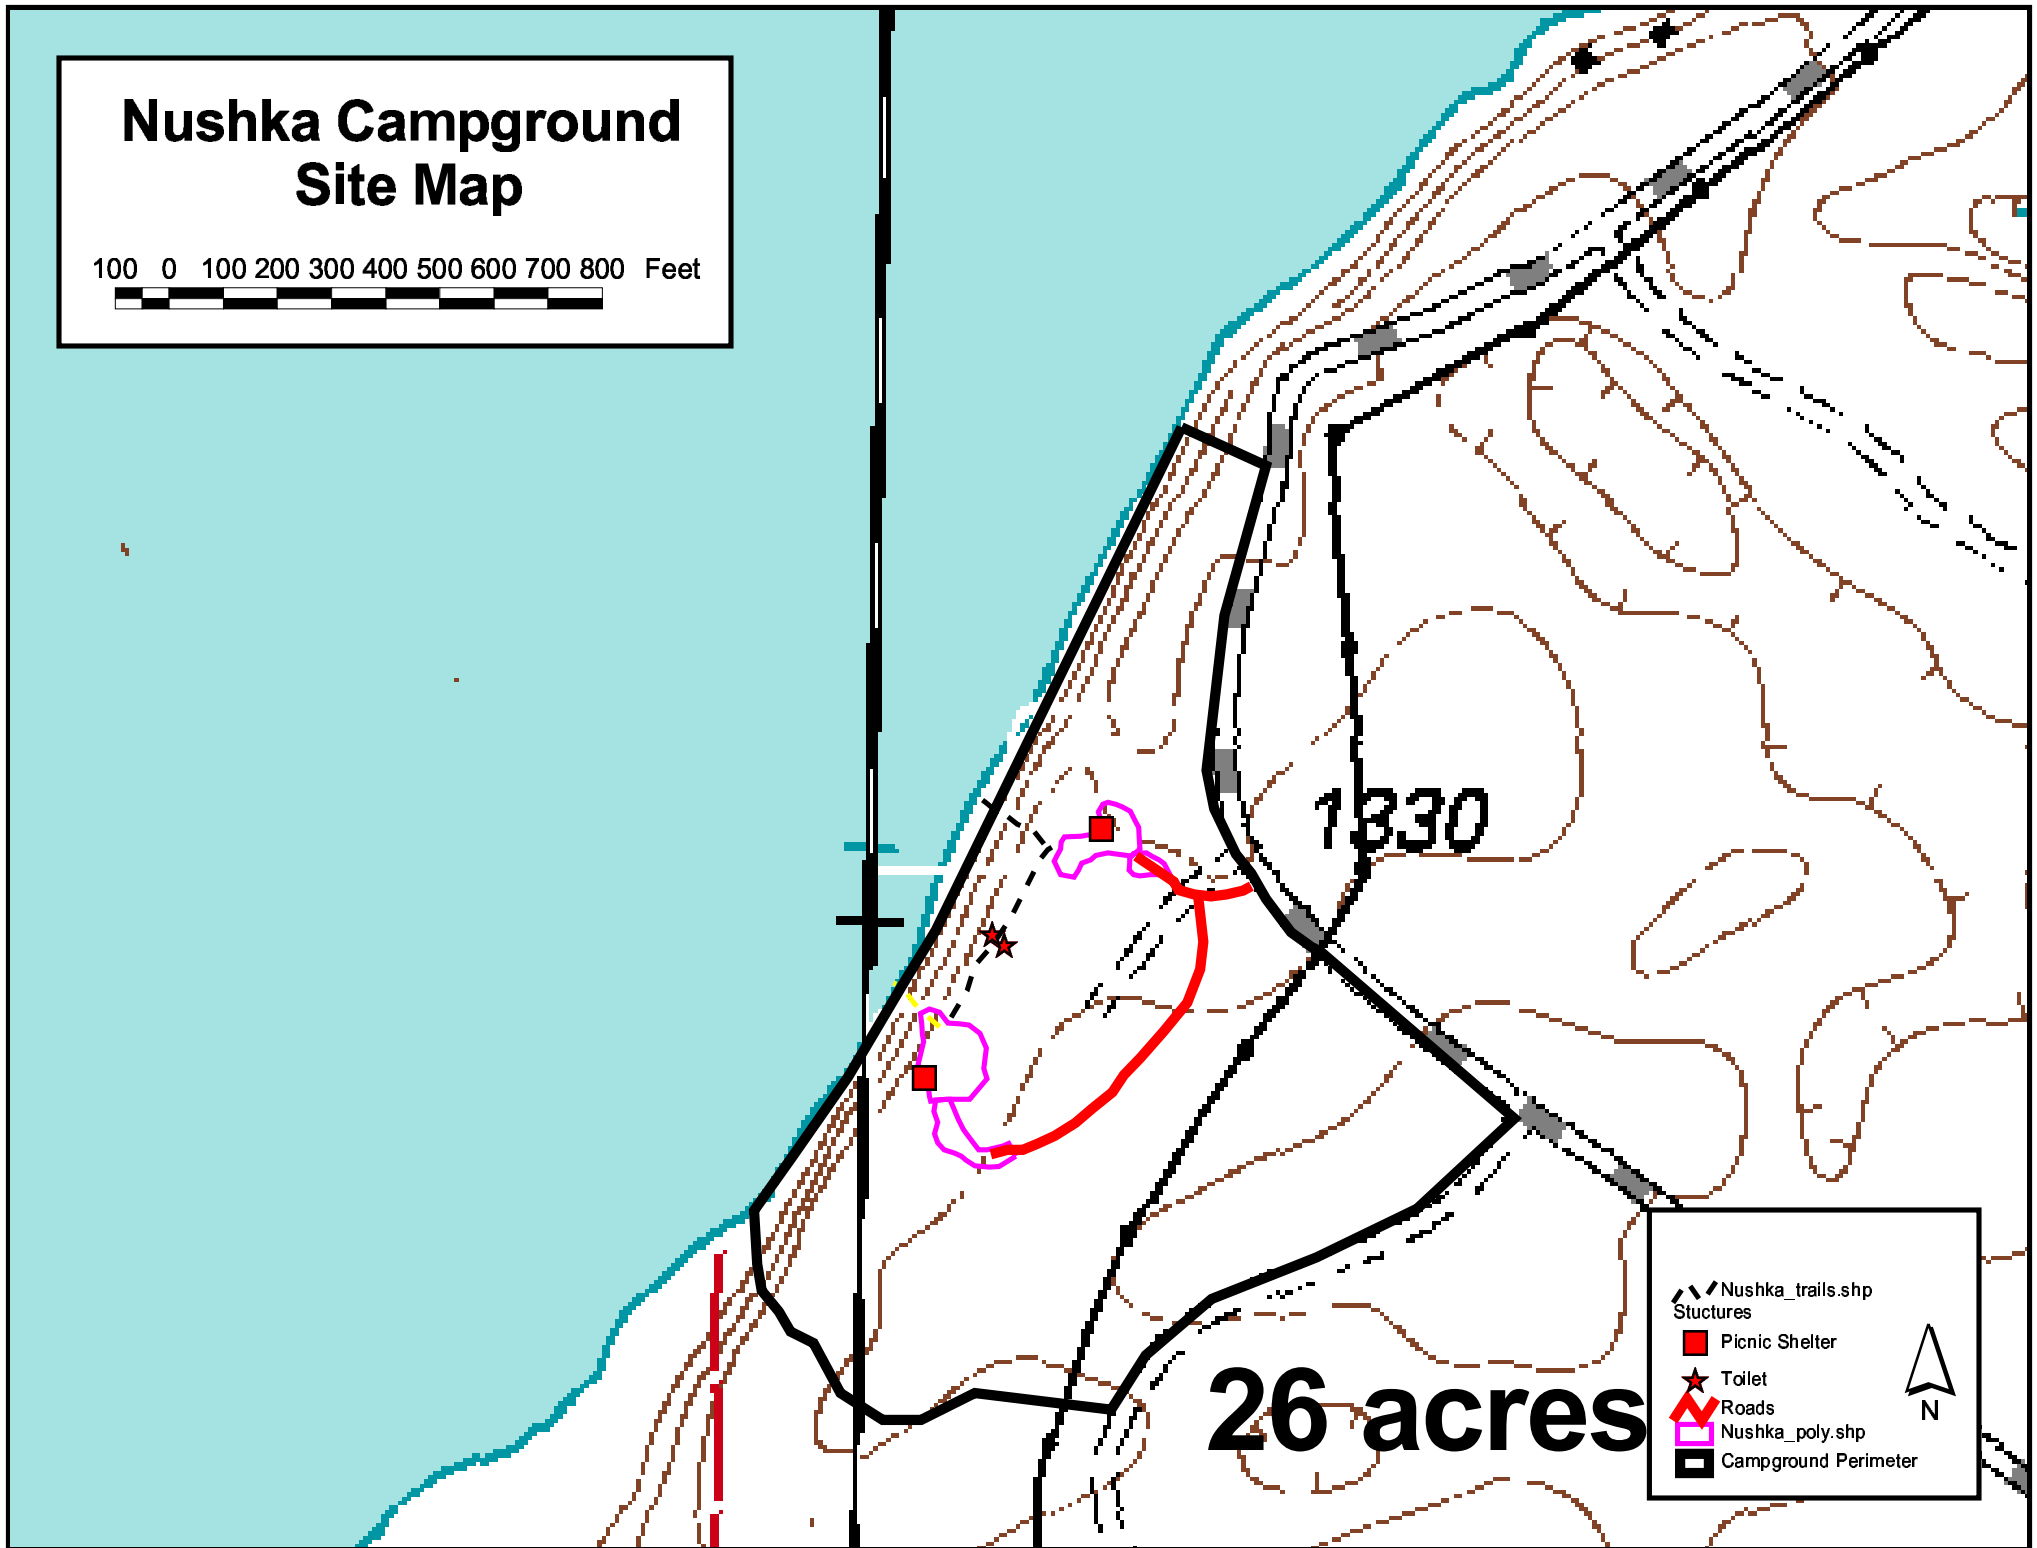 Nushka Campground
Site Map
100 0 100 200 300 400 500 600 700 800 Feet
1330
26 acres
Nushka_trails.shp
Stuctures
Picnic Shelter
Toilet
Roads
Nushka_poly.shp
Campground Perimeter
N